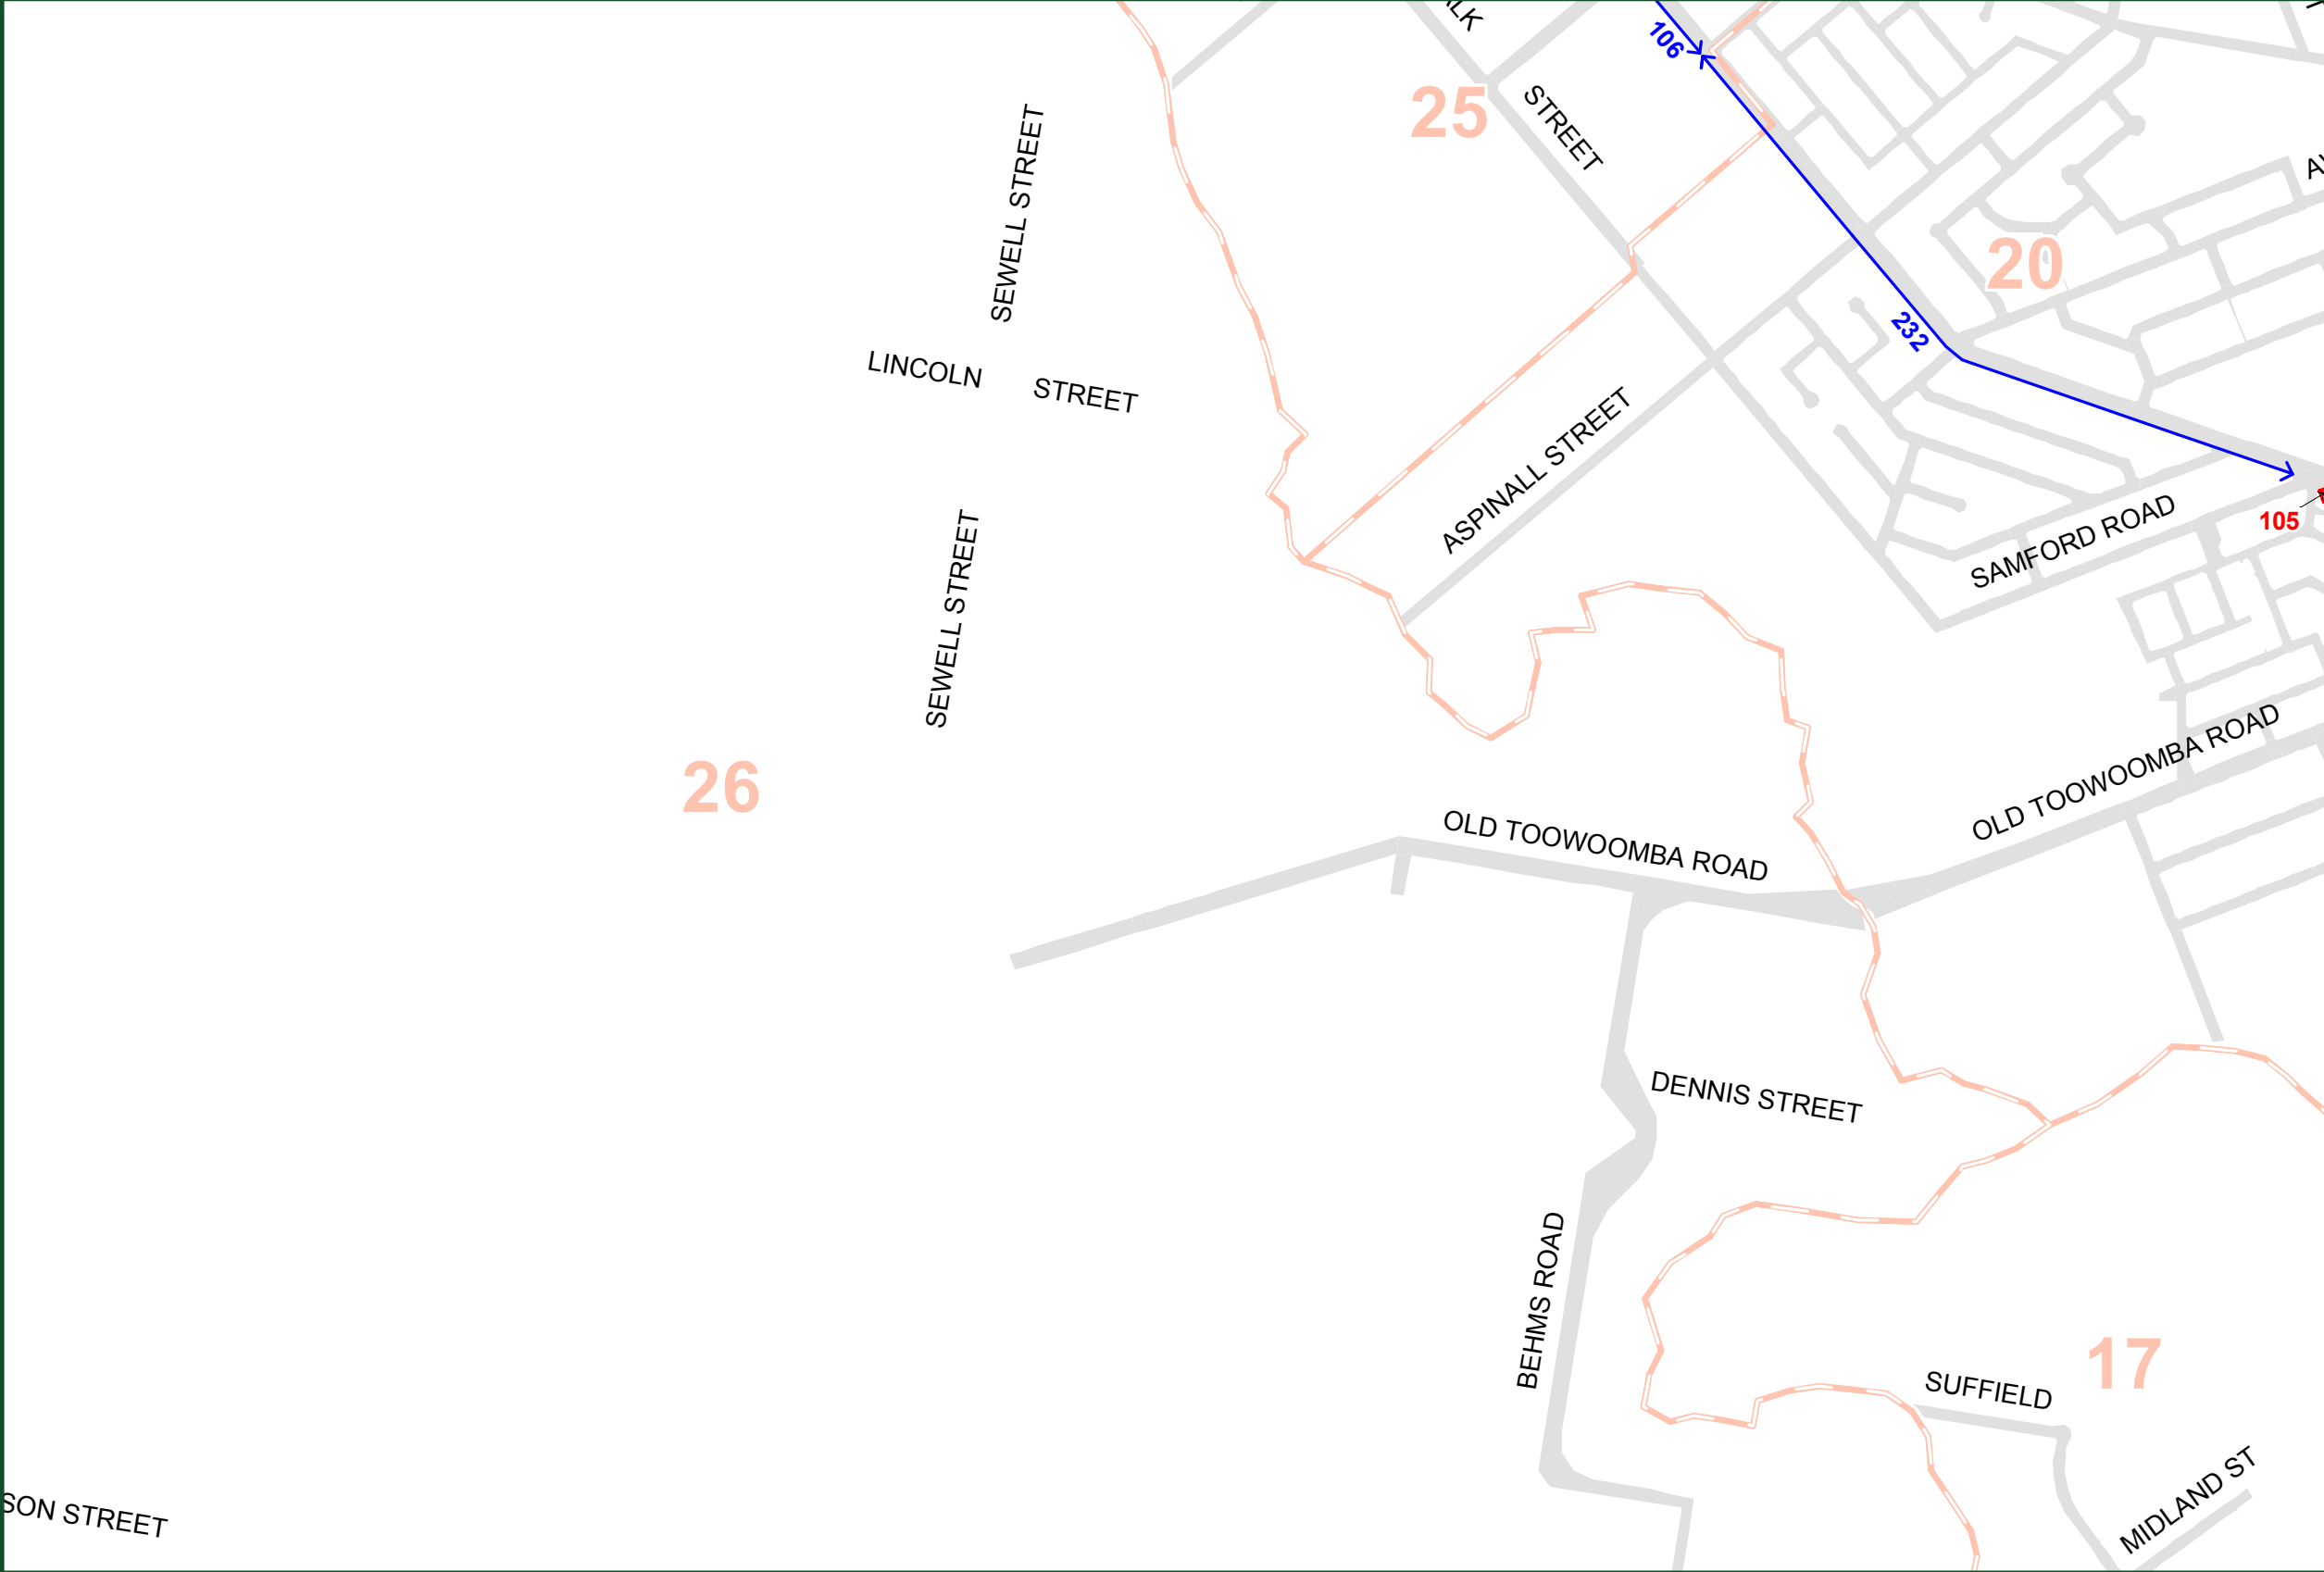 106
25
STREET
SEWELL STREET
20
232
LINCOLN STREET
ASPINALL STREET
SAMFORD ROAD
105
SEWELL STREET
26
OLD TOOWOOMBA ROAD
OLD TOOWOOMBA ROAD
DENNIS STREET
BEHMS ROAD
17
SUFFIELD
MIDLAND ST
SON STREET